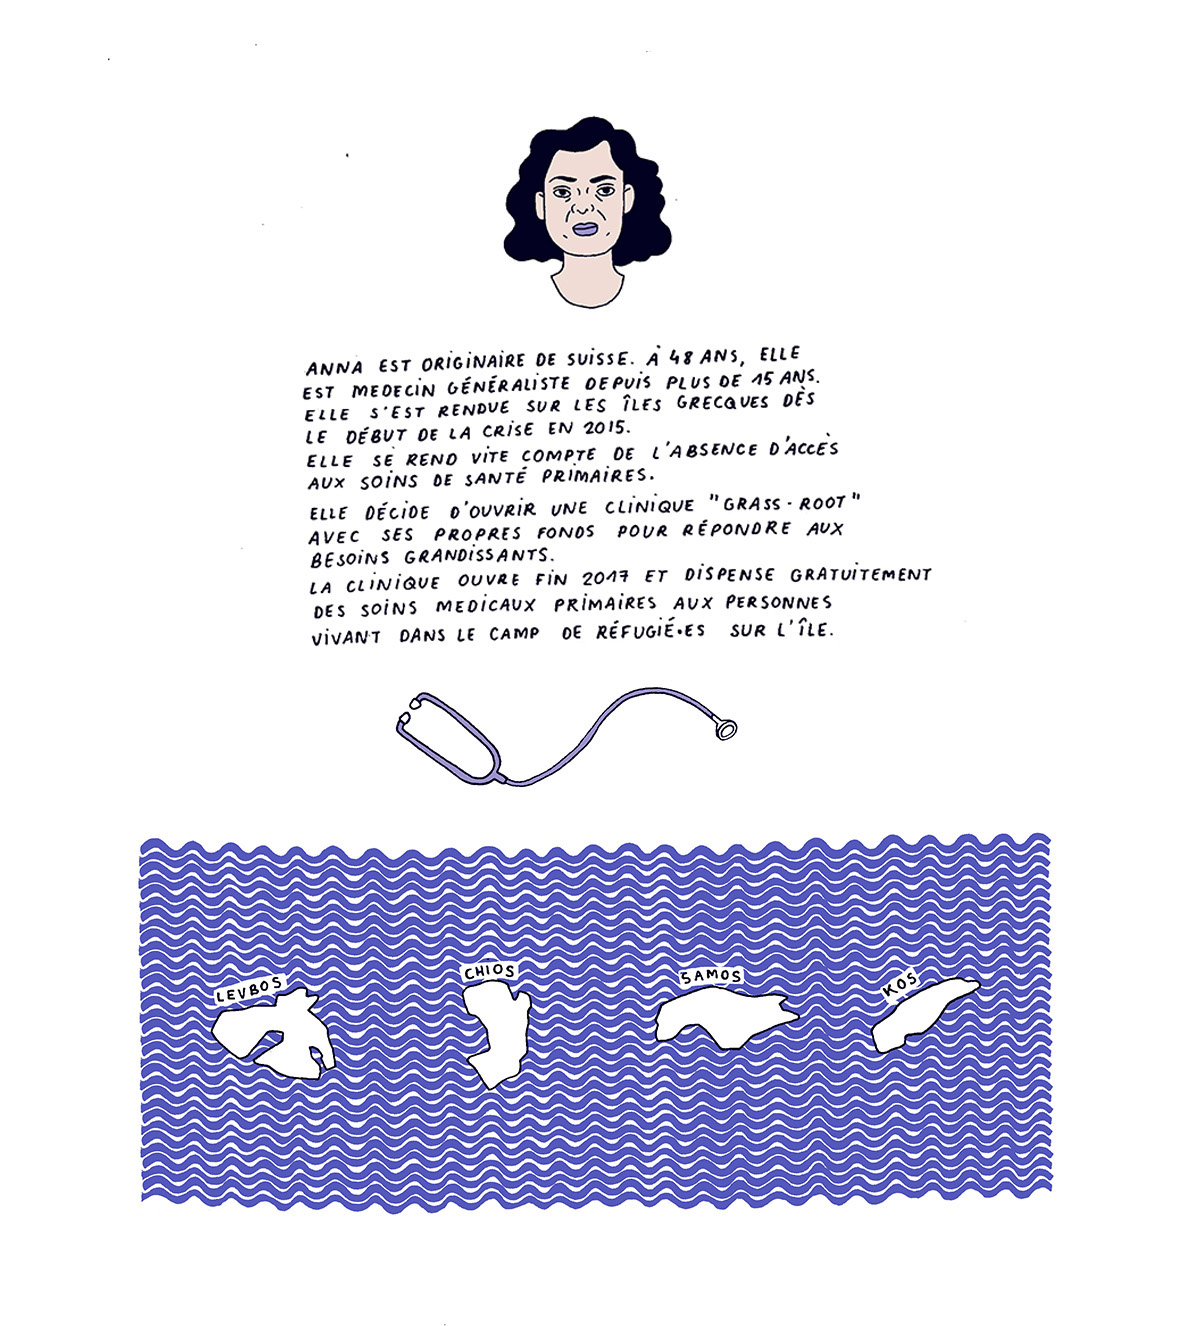 ANNA EST ORIGINAIRE DE SUISSE. À 48 ANS, ELLE
EST MEDECIN GÉNÉRALISTE DEPUIS PLUS DE 15 ANS.
ELLE S'EST RENDUE SUR LES ÎLES GRECQUES DÈS
LE DÉBUT DE LA CRISE EN 2015.
ELLE SE REND VITE COMPTE DE L'ABSENCE D'ACCÈS
AUX SOINS DE SANTÉ PRIMAIRES.
ELLE DÉCIDE D'OUVRIR UNE CLINIQUE "GRASS-ROOT"
AVEC SES PROPRES FONDS POUR RÉPONDRE AUX
BESOINS GRANDISSANTS.
LA CLINIQUE OUVRE FIN 2017 ET DISPENSE GRATUITEMENT
DES SOINS MEDICAUX PRIMAIRES AUX PERSONNES
VIVANT DANS LE CAMP DE RÉFUGIÉ•ES SUR L'ÎLE.
LEVBOS
CHIOS
SAMOS
KOS